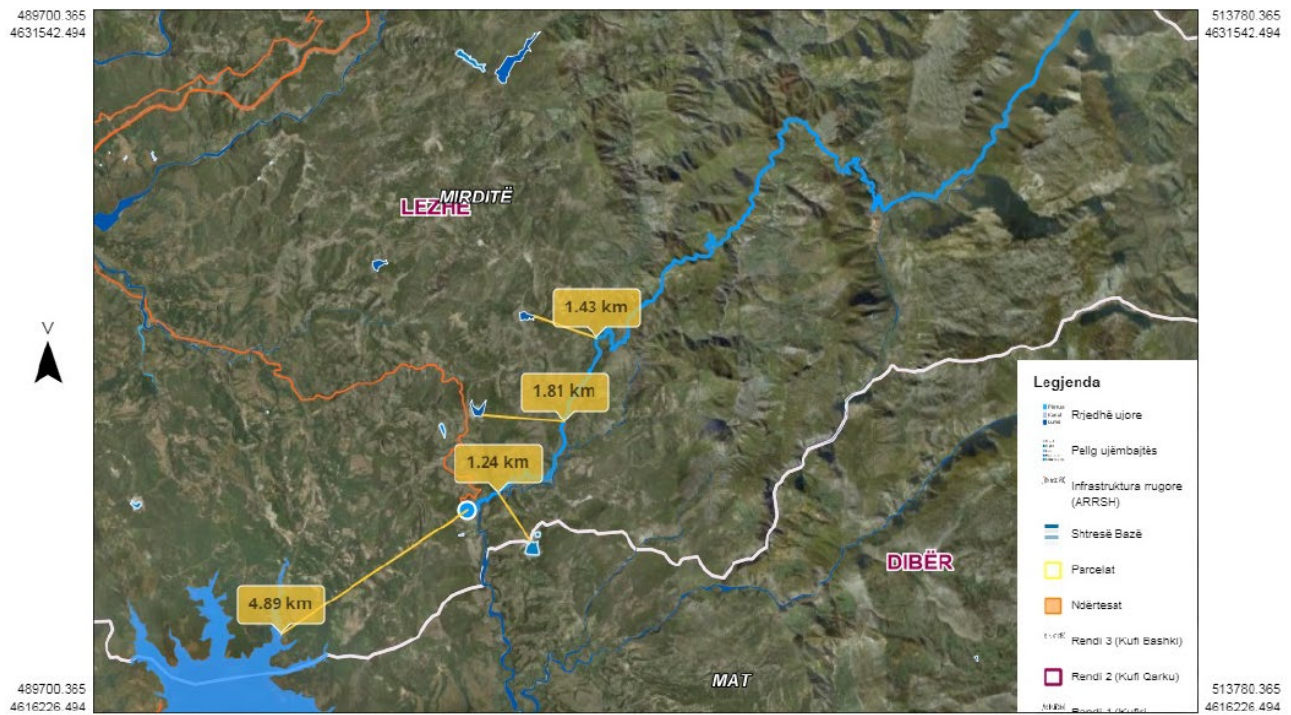 489700.365
4631542.494
513780.365
4631542.494
MIRDITË
LEZHË
1.43 km
V
1.81 km
1.24 km
4.89 km
DIBËR
MAT
Legjenda
Rrjedhë ujore
Pellg ujëmbajtës
Infrastruktura rrugore
(ARRSH)
Shtresë Bazë
Parcelat
Ndërtesat
Rendi 3 (Kufi Bashki)
Rendi 2 (Kufi Qarku)
489700.365
4616226.494
513780.365
4616226.494